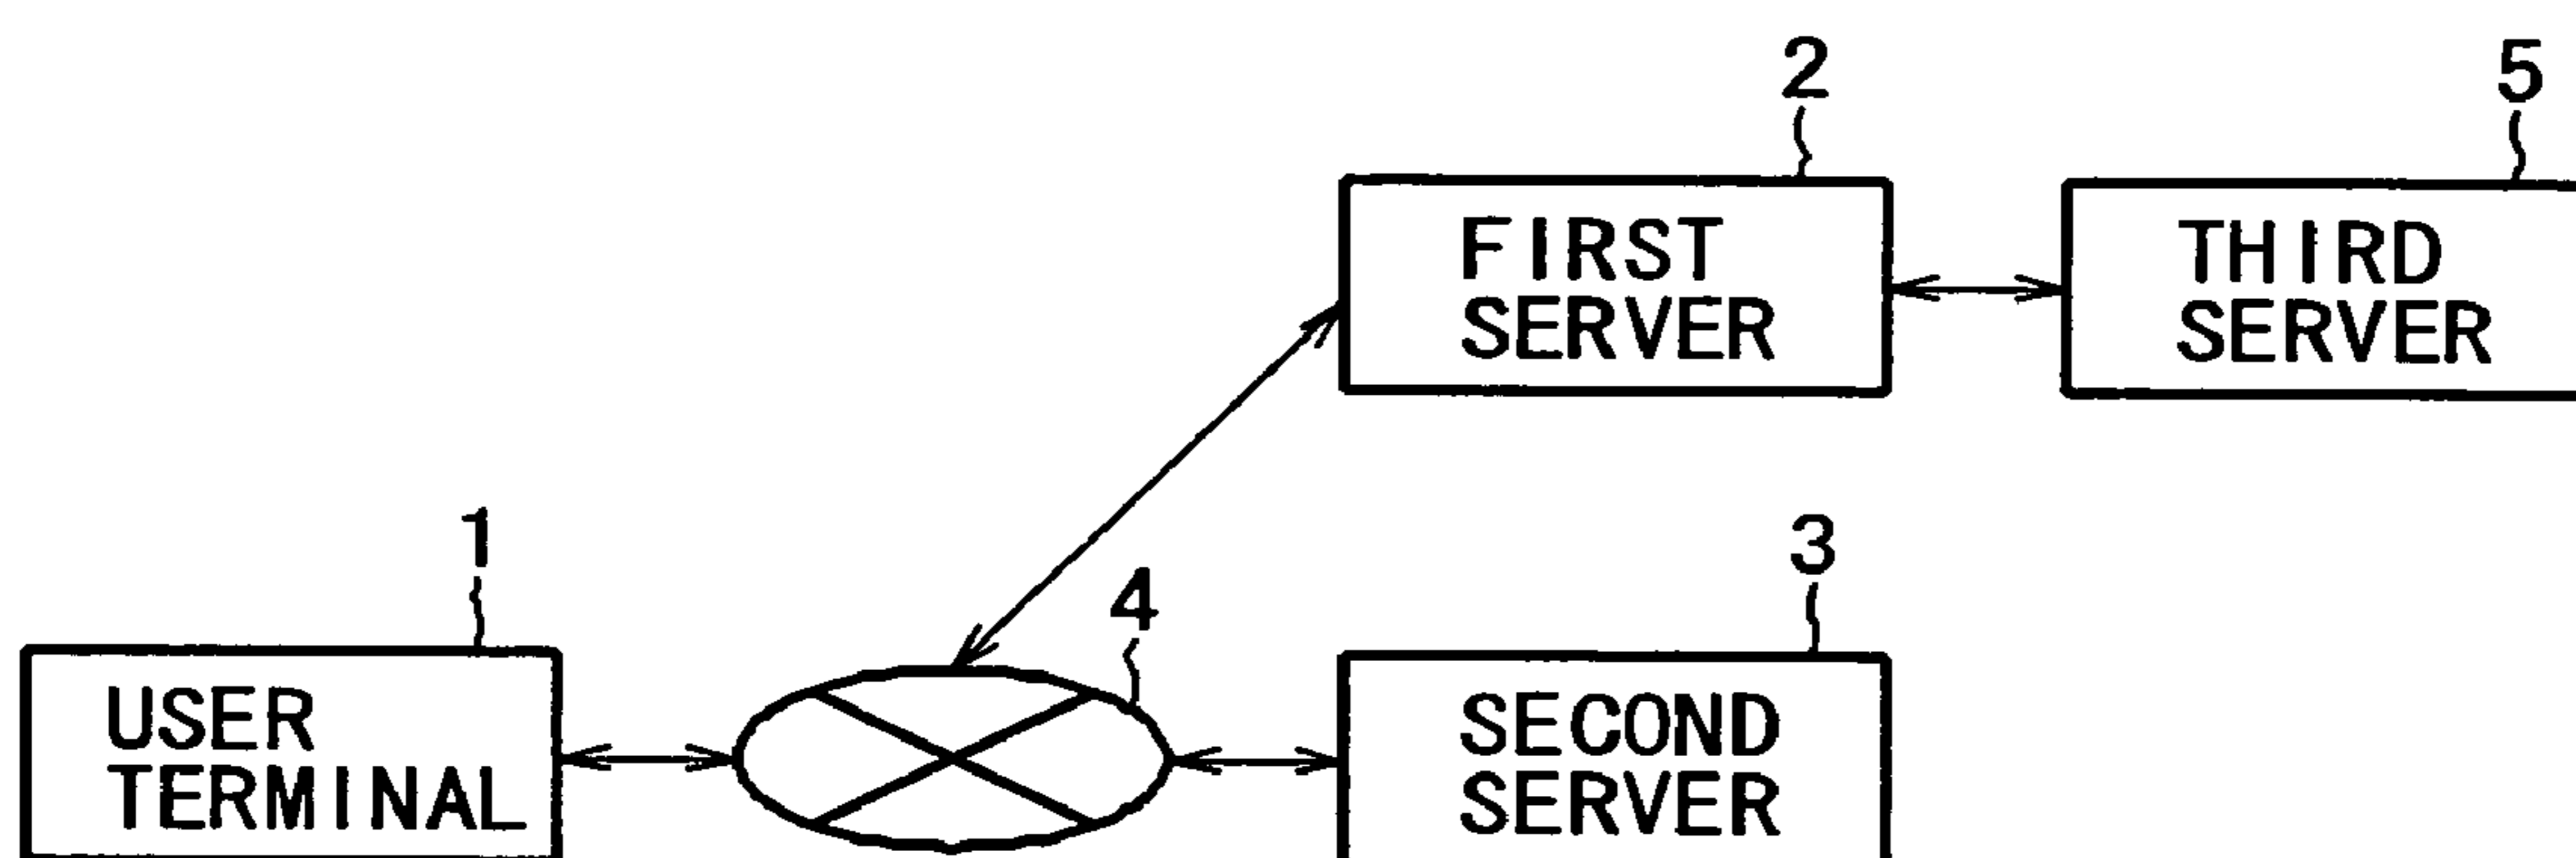 2
5
FIRST
SERVER
THIRD
SERVER
1
4
3
USER
TERMINAL
SECOND
SERVER